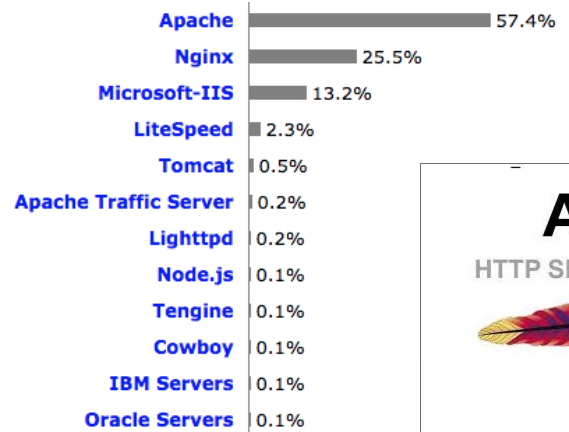 Apache 57.4%
Nginx 25.5%
Microsoft-IIS 13.2%
LiteSpeed 2.3%
Tomcat 0.5%
Apache Traffic Server 0.2%
Lighttpd 0.2%
Node.js 0.1%
Tengine 0.1%
Cowboy 0.1%
IBM Servers 0.1%
Oracle Servers 0.1%
A
HTTP